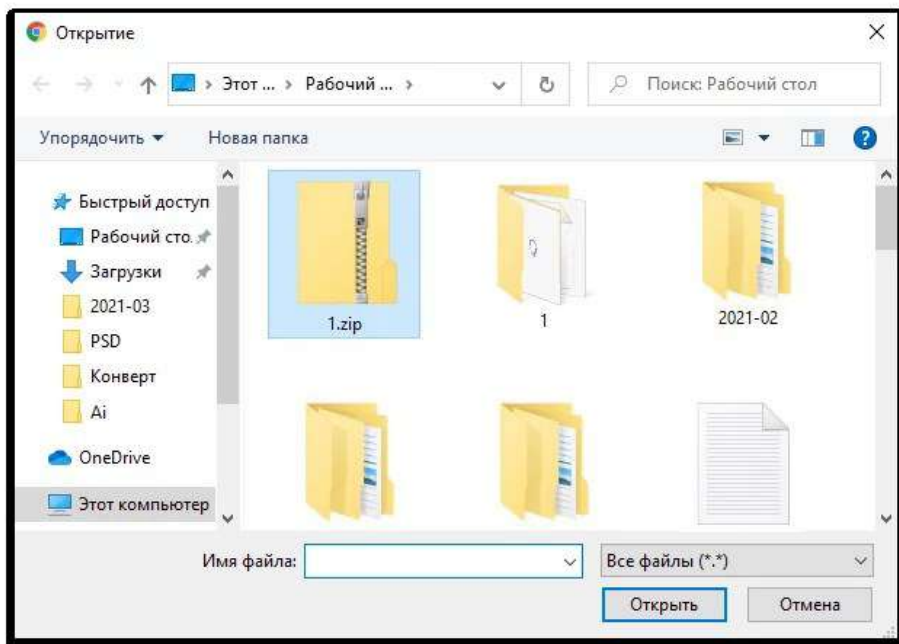 Открытие
Этот ... › Рабочий ... ›
Поиск: Рабочий стол
Упорядочить
Новая папка
Быстрый доступ
Рабочий сто.
Загрузки
2021-03
PSD
Конверт
Ai
OneDrive
Этот компьютер
1.zip
1
2021-02
Имя файла:
Все файлы (*.*)
Открыть
Отмена